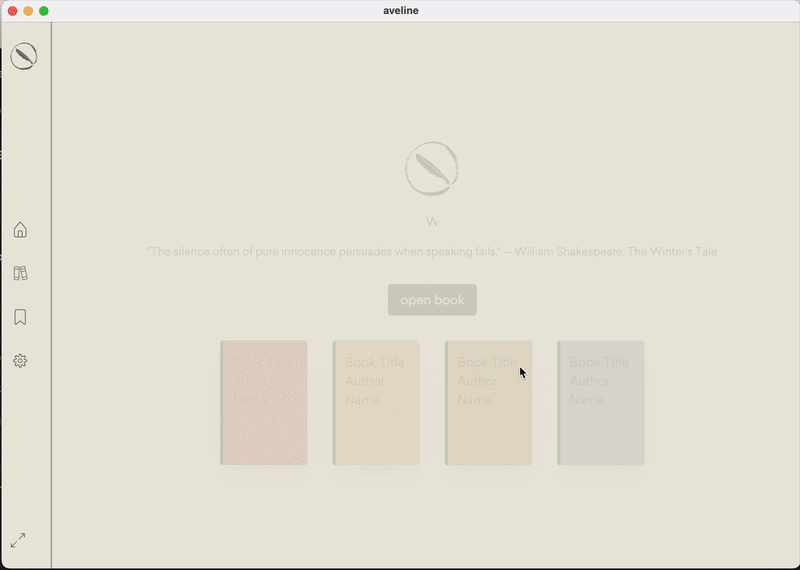 aveline
W
"The silence often of pure innocence persuades when speaking fails." — William Shakespeare, The Winter's Tale
open book
Book Title
Author
Name
Book Title
Author
Name
Book Title
Author
Name
Book Title
Author
Name